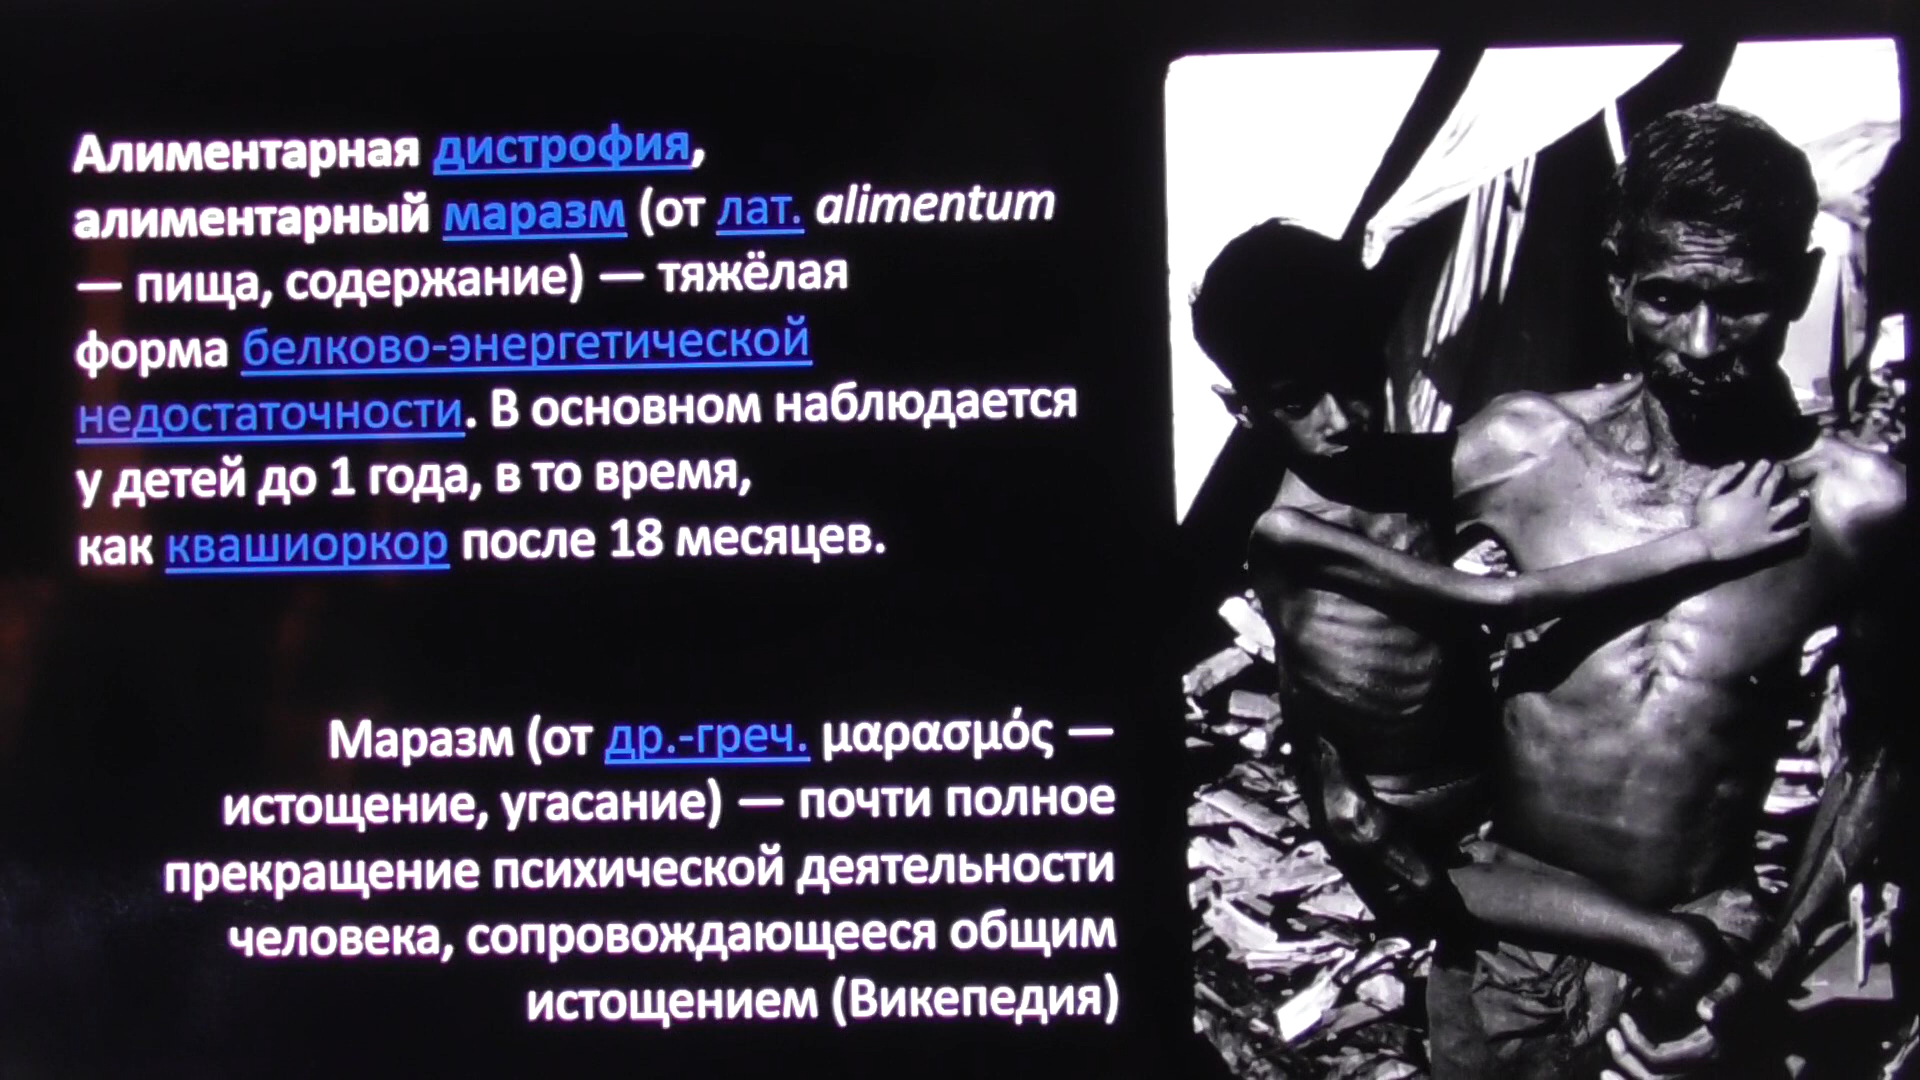 Алиментарная дистрофия,
алиментарный маразм (от лат. alimentum
— пища, содержание) — тяжёлая
форма белково-энергетической
недостаточности. В основном наблюдается
у детей до 1 года, в то время,
как квашиоркор после 18 месяцев.
Маразм (от др.-греч. μαρασμός —
истощение, угасание) — почти полное
прекращение психической деятельности
человека, сопровождающееся общим
истощением (Викепедия)